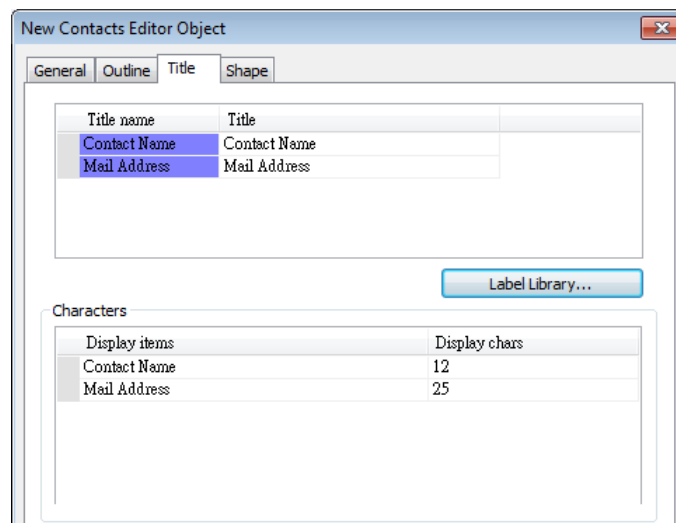 New Contacts Editor Object
General Outline Title Shape
Title name Title
Contact Name Contact Name
Mail Address Mail Address
Label Library...
Characters
Display items Display chars
Contact Name 12
Mail Address 25